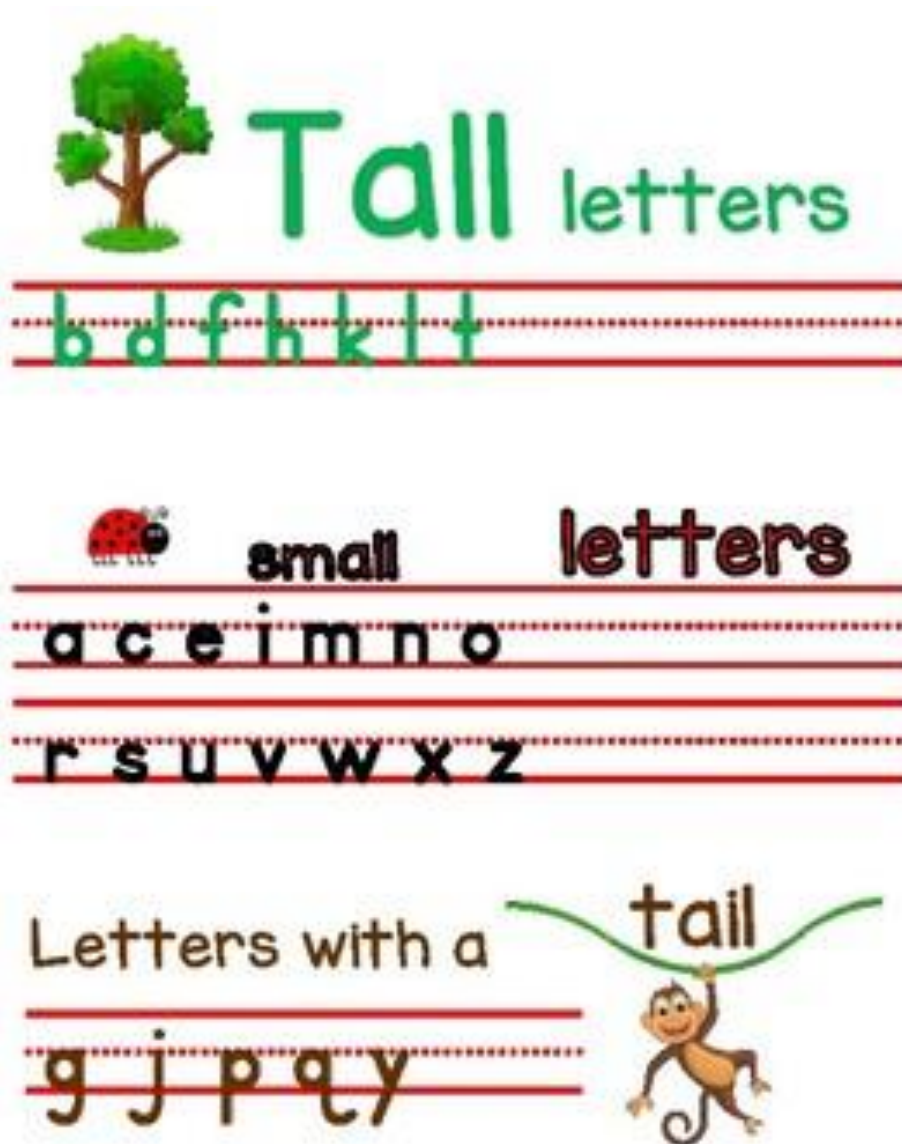 Tall letters
b d f h k l t
small letters
a c e i m n o
r s u v w x z
Letters with a tail
g j p q y